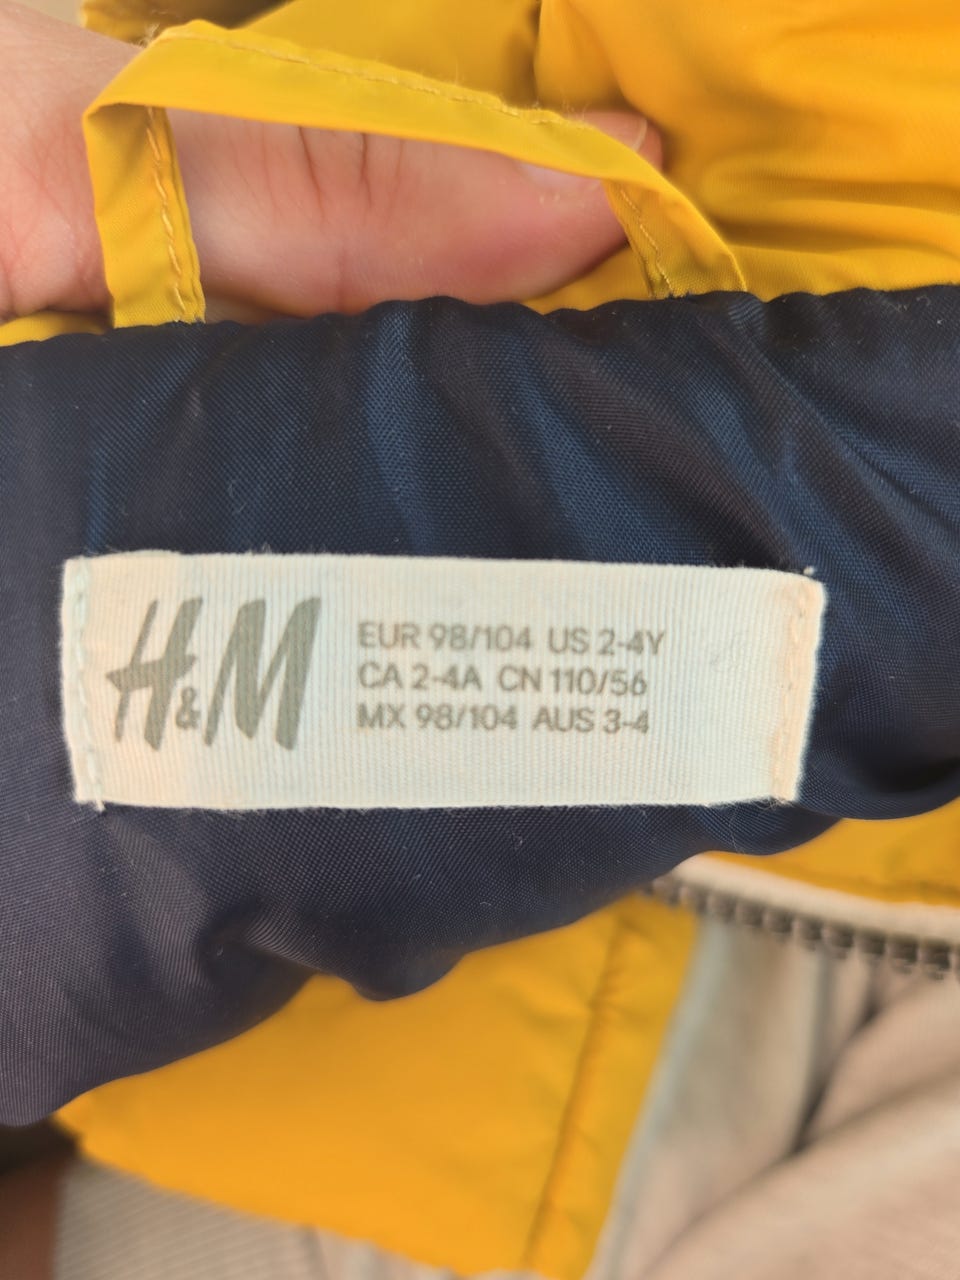 H&M
EUR 98/104 US 2-4Y
CA 2-4A CN 110/56
MX 98/104 AUS 3-4